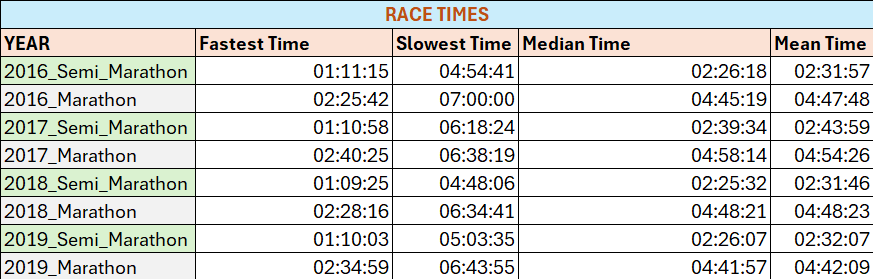 RACE TIMES
YEAR Fastest Time Slowest Time Median Time Mean Time
2016_Semi_Marathon 01:11:15 04:54:41 02:26:18 02:31:57
2016_Marathon 02:25:42 07:00:00 04:45:19 04:47:48
2017_Semi_Marathon 01:10:58 06:18:24 02:39:34 02:43:59
2017_Marathon 02:40:25 06:38:19 04:58:14 04:54:26
2018_Semi_Marathon 01:09:25 04:48:06 02:25:32 02:31:46
2018_Marathon 02:28:16 06:34:41 04:48:21 04:48:23
2019_Semi_Marathon 01:10:03 05:03:35 02:26:07 02:32:07
2019_Marathon 02:34:59 06:43:55 04:41:57 04:42:09